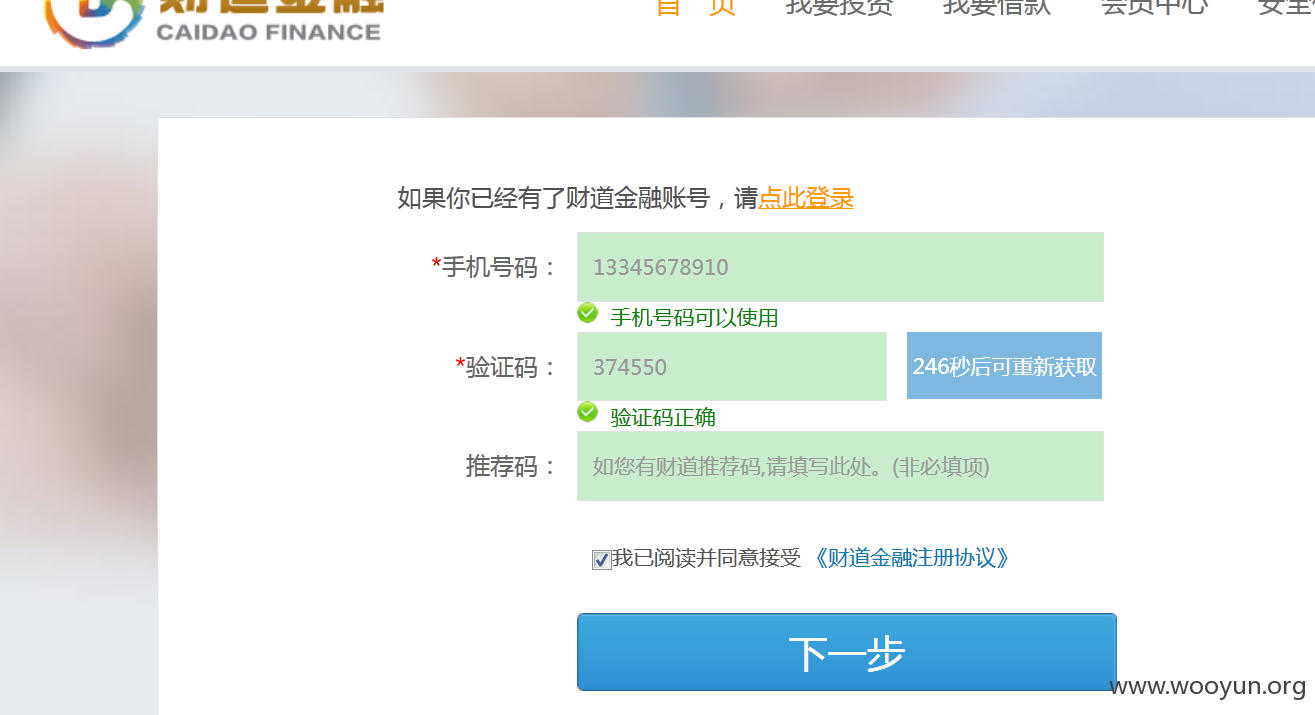 财道金融
CAIDAO FINANCE
首 页 我要投资 我要借款 会员中心 安全
如果你已经有了财道金融账号，请点此登录
*手机号码： 13345678910
手机号码可以使用
*验证码： 374550 246秒后可重新获取
验证码正确
推荐码： 如您有财道推荐码,请填写此处。(非必填项)
我已阅读并同意接受 《财道金融注册协议》
下一步
www.wooyun.org